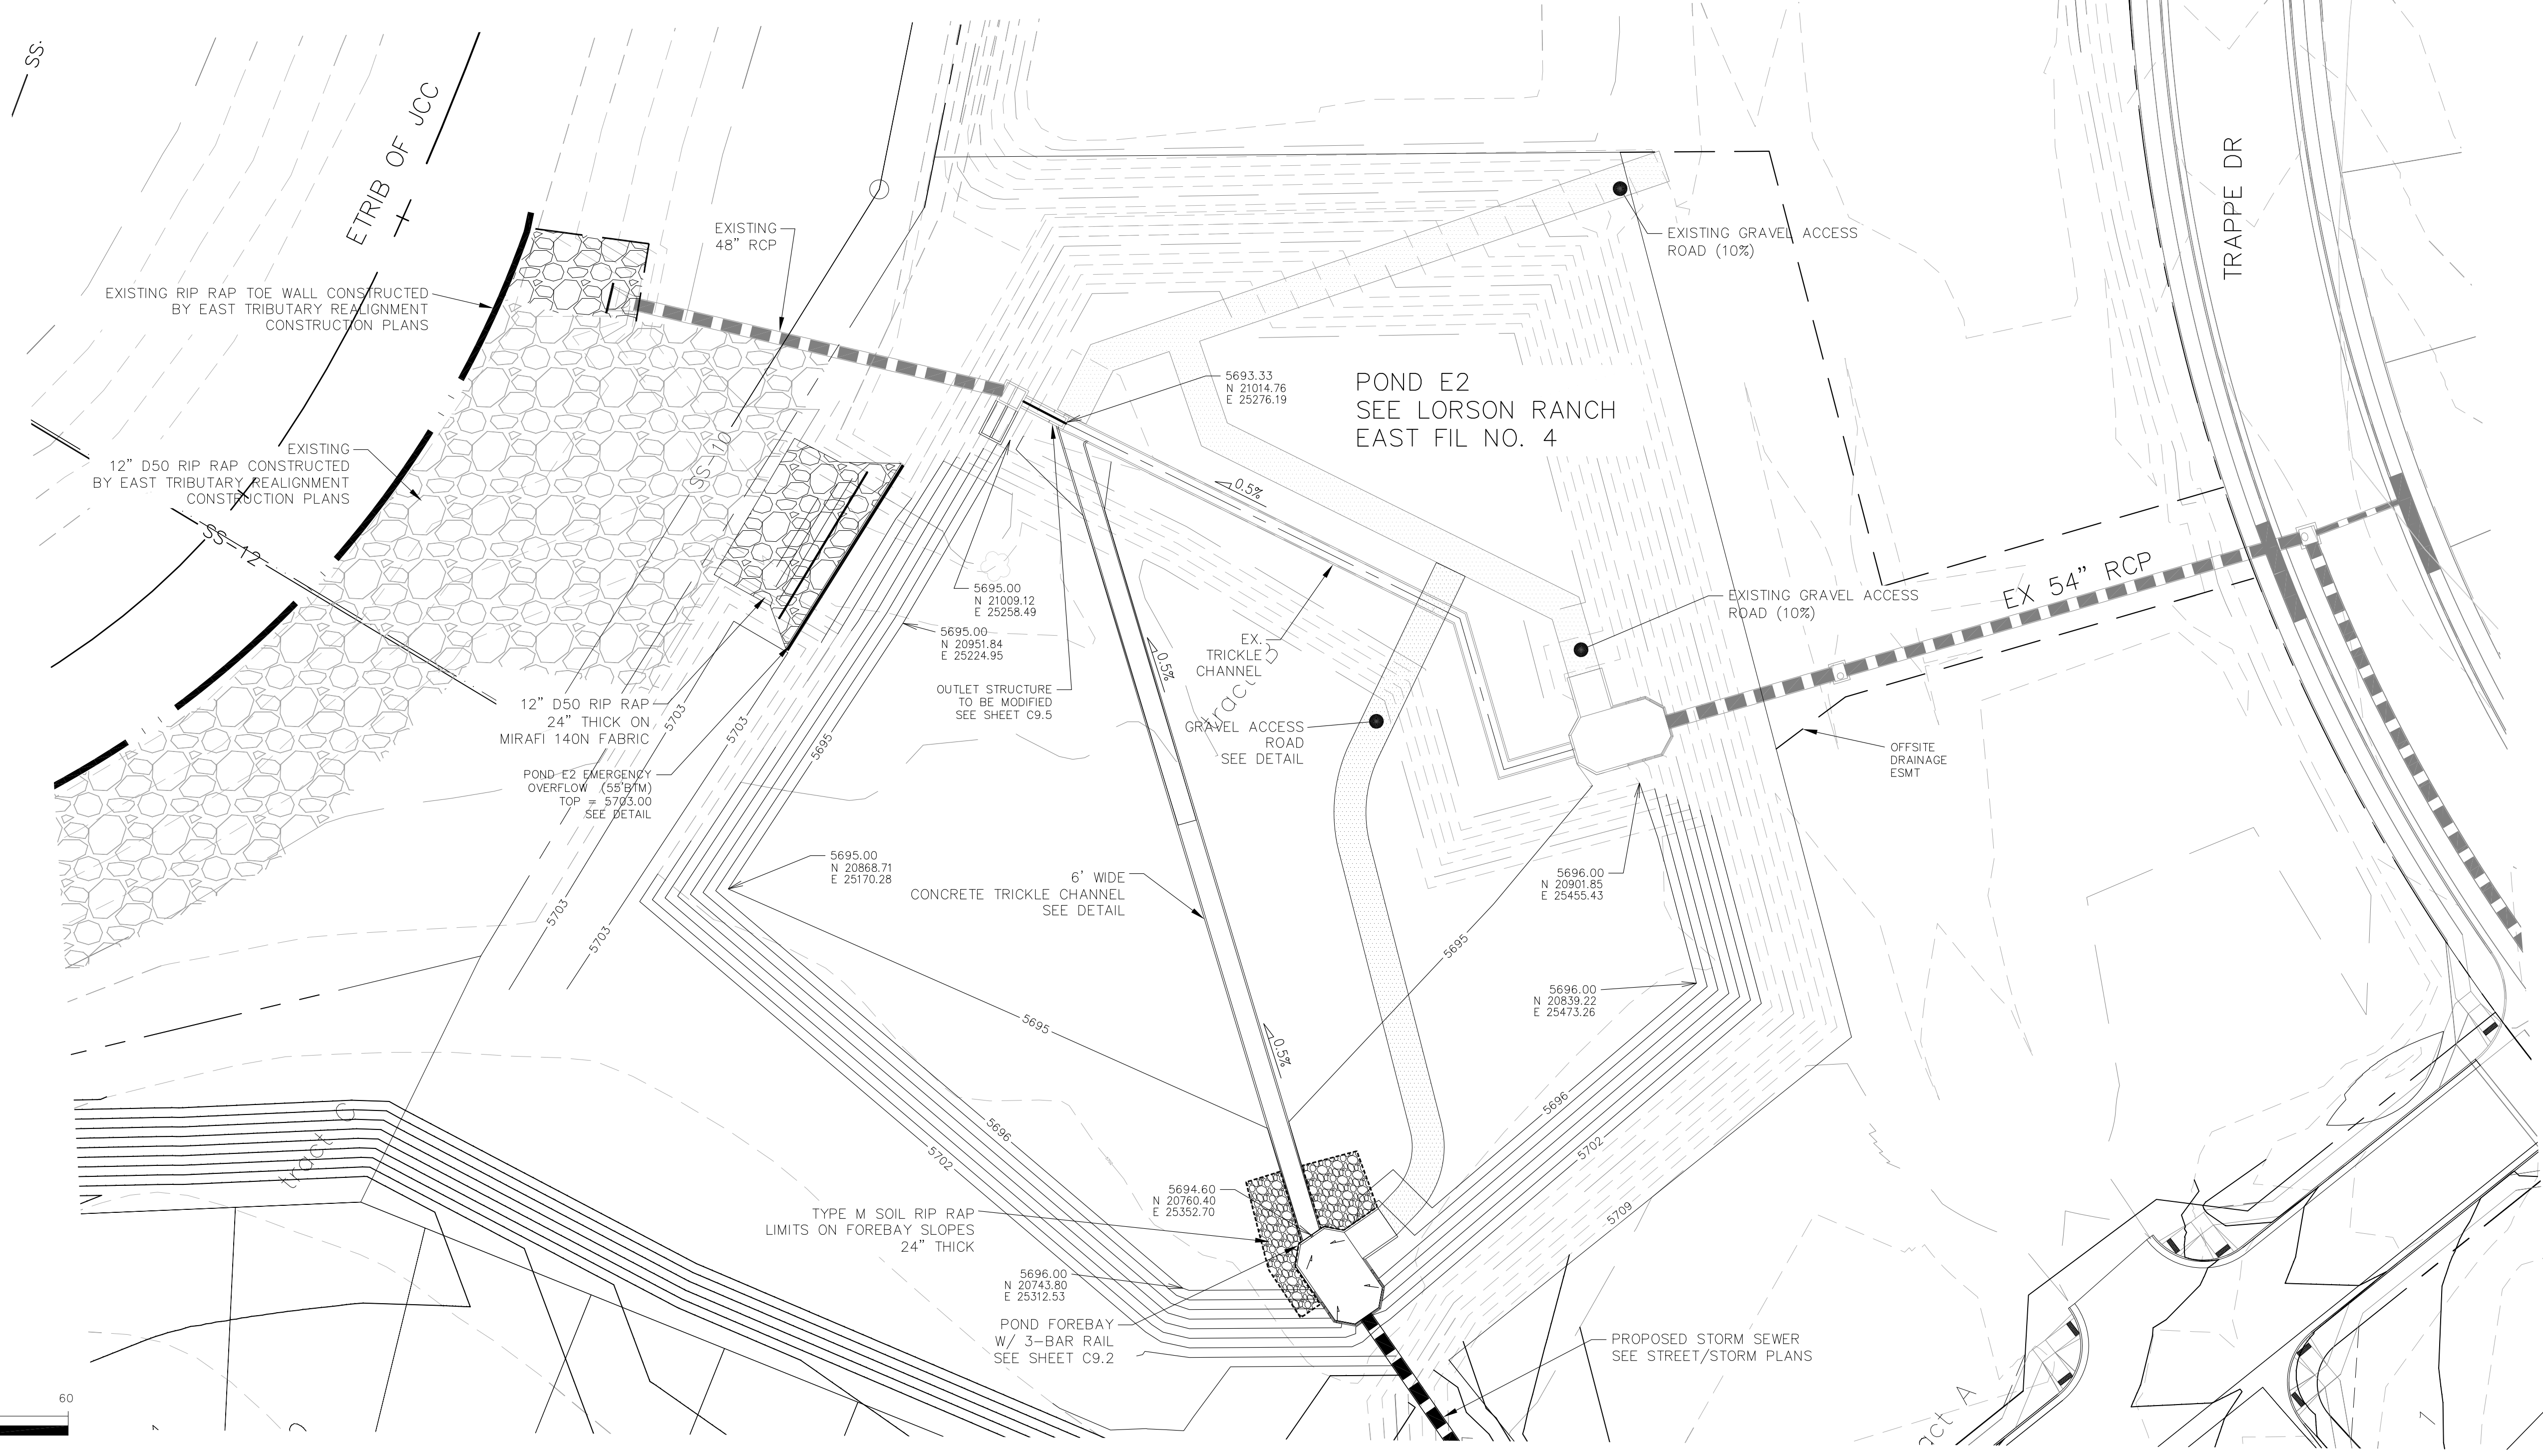 SS-
ETRIB OF JCC
TRAPPE DR
EXISTING
48" RCP
EXISTING GRAVEL ACCESS
ROAD (10%)
EXISTING RIP RAP TOE WALL CONSTRUCTED
BY EAST TRIBUTARY REALIGNMENT
CONSTRUCTION PLANS
5693.33
N 21014.76
E 25276.19
POND E2
SEE LORSON RANCH
EAST FIL NO. 4
EXISTING
12" D50 RIP RAP CONSTRUCTED
BY EAST TRIBUTARY REALIGNMENT
CONSTRUCTION PLANS
SS-10
0.5%
SS-12
5695.00
N 21009.12
E 25258.49
EX 54" RCP
EXISTING GRAVEL ACCESS
ROAD (10%)
5695.00
N 20951.84
E 25224.95
EX.
TRICKLE
CHANNEL
0.5%
OUTLET STRUCTURE
TO BE MODIFIED
SEE SHEET C9.5
12" D50 RIP RAP
24" THICK ON
MIRAFI 140N FABRIC
5703
5703
5695
tract
GRAVEL ACCESS
ROAD
SEE DETAIL
OFFSITE
DRAINAGE
ESMT
POND E2 EMERGENCY
OVERFLOW (55'BTM)
TOP = 5703.00
SEE DETAIL
5695.00
N 20868.71
E 25170.28
6' WIDE
CONCRETE TRICKLE CHANNEL
SEE DETAIL
5696.00
N 20901.85
E 25455.43
5703
5703
5695
5696.00
N 20839.22
E 25473.26
5695
0.5%
tract C
5696
5702
5696
5702
5709
5694.60
N 20760.40
E 25352.70
TYPE M SOIL RIP RAP
LIMITS ON FOREBAY SLOPES
24" THICK
5696.00
N 20743.80
E 25312.53
POND FOREBAY
W/ 3-BAR RAIL
SEE SHEET C9.2
PROPOSED STORM SEWER
SEE STREET/STORM PLANS
60
act A